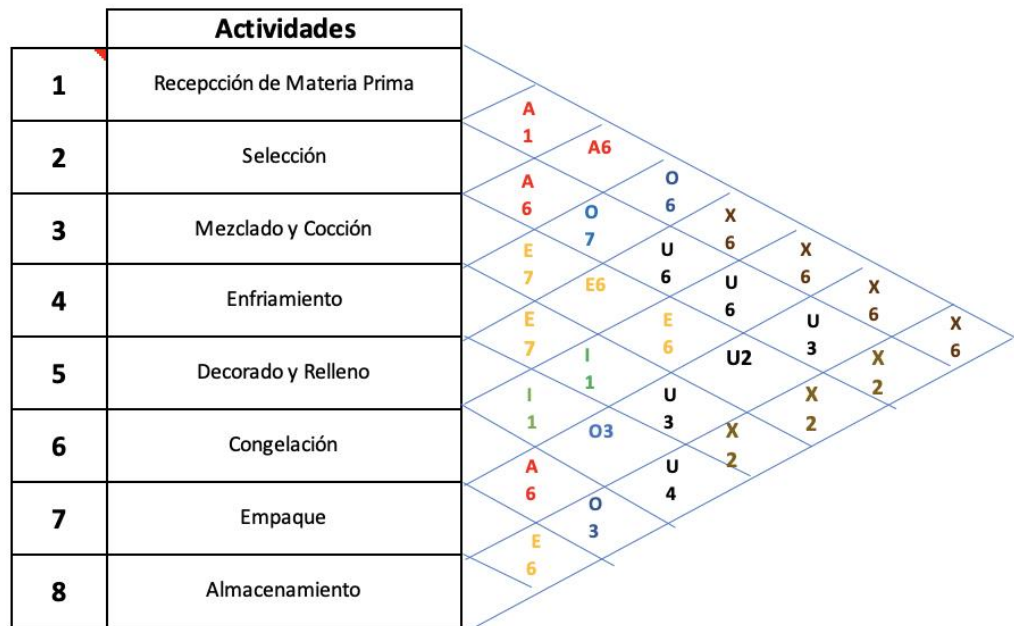 Actividades
1 Recepcción de Materia Prima
2 Selección
3 Mezclado y Cocción
4 Enfriamiento
5 Decorado y Relleno
6 Congelación
7 Empaque
8 Almacenamiento
A
1
A6
O
6
X
6
X
6
X
6
X
6
A
6
O
7
U
6
U
6
U
3
X
2
E
7
E6
E
6
U2
X
2
E
7
I
1
U
3
X
2
I
1
O3
U
4
A
6
O
3
E
6